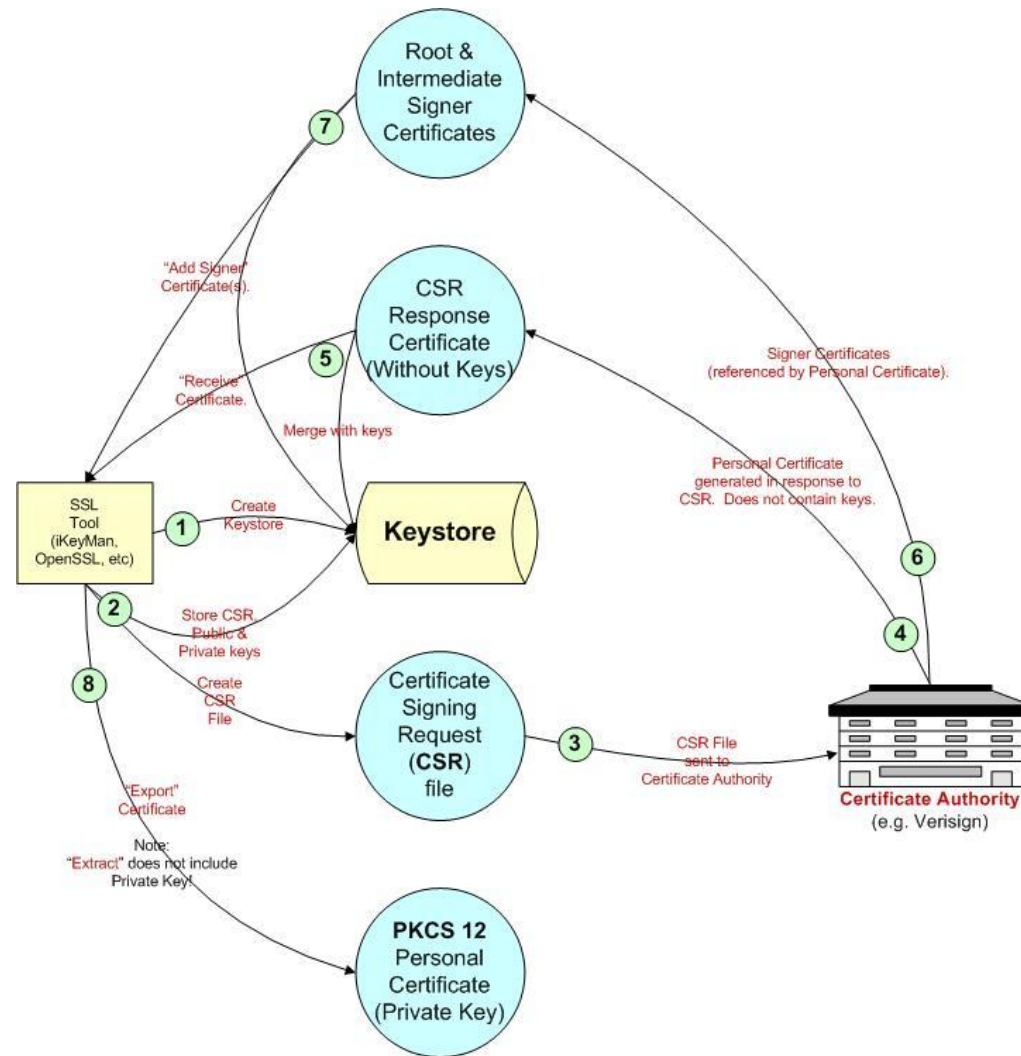 Root &
Intermediate
Signer
Certificates
7
"Add Signer"
Certificate(s).
CSR
Response
Certificate
(Without Keys)
5
"Receive"
Certificate.
Merge with keys
Signer Certificates
(referenced by Personal Certificate).
Personal Certificate
generated in response to
CSR. Does not contain keys.
SSL
Tool
(iKeyMan,
OpenSSL, etc)
1
Create
Keystore
Keystore
6
4
2
Store CSR,
Public &
Private keys
8
Create
CSR
File
Certificate
Signing
Request
(CSR)
file
3
CSR File
sent to
Certificate Authority
Certificate Authority
(e.g. Verisign)
"Export"
Certificate
Note:
"Extract" does not include
Private Key!
PKCS 12
Personal
Certificate
(Private Key)